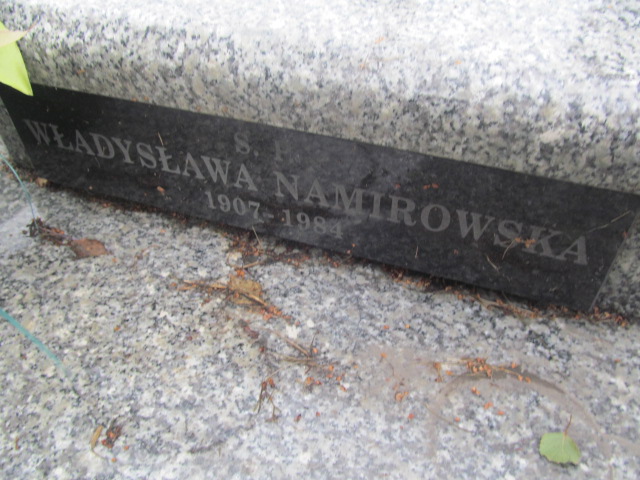 S. P.
WŁADYSŁAWA NAMIROWSKA
1907-1984